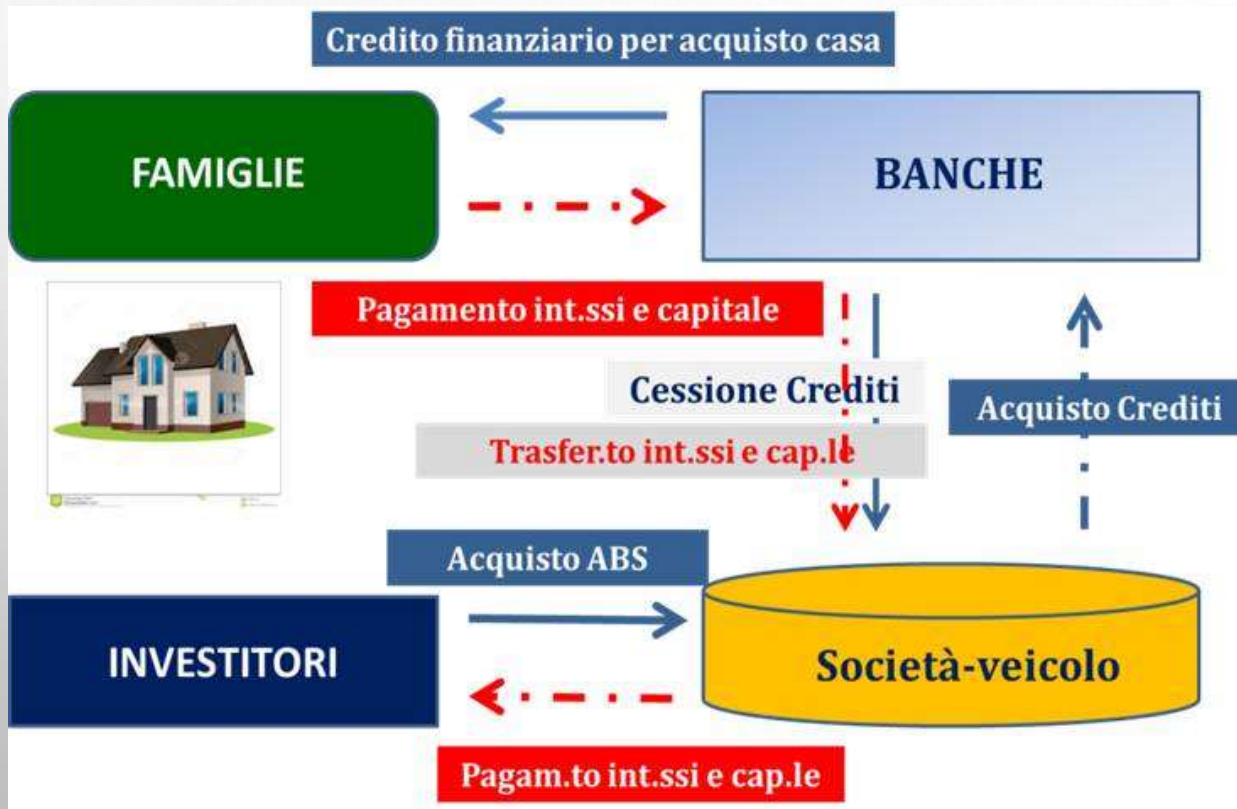 Credito finanziario per acquisto casa
FAMIGLIE
BANCHE
Pagamento int.ssi e capitale
Cessione Crediti
Acquisto Crediti
Trasfer.to int.ssi e cap.le
Acquisto ABS
INVESTITORI
Società-veicolo
Pagam.to int.ssi e cap.le